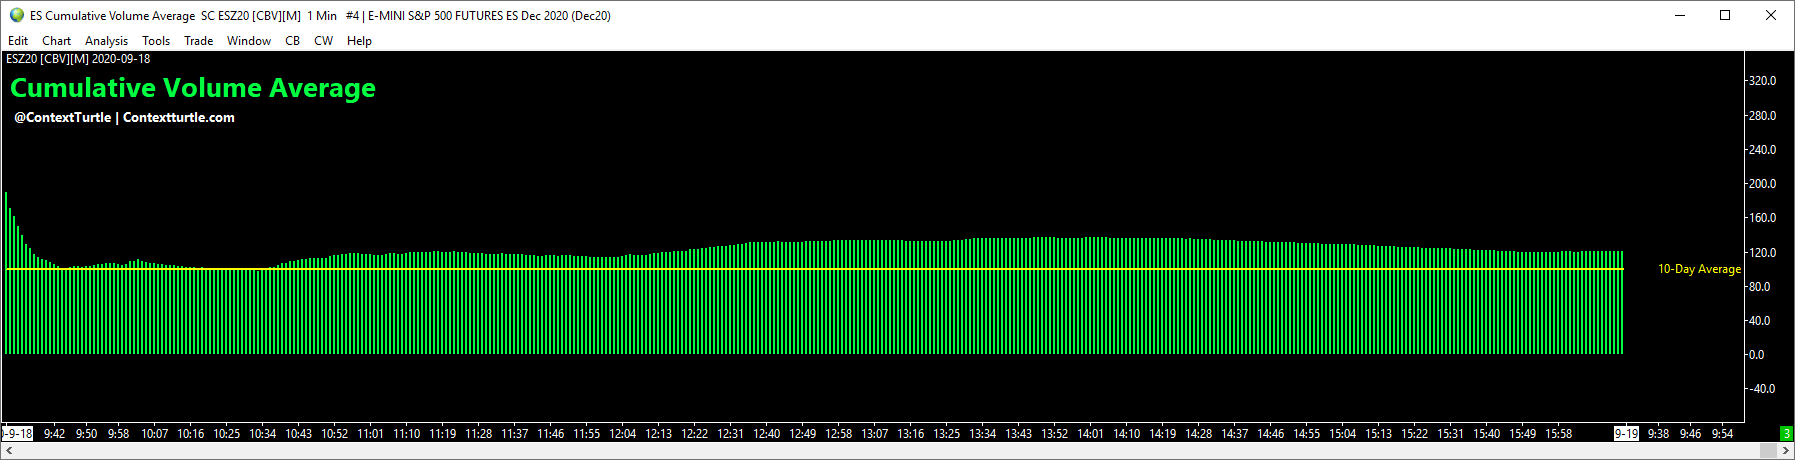 ES Cumulative Volume Average SC ESZ20 [CBV][M] 1 Min #4 | E-MINI S&P 500 FUTURES ES Dec 2020 (Dec20)
Edit Chart Analysis Tools Trade Window CB CW Help
ESZ20 [CBV][M] 2020-09-18
Cumulative Volume Average
@ContextTurtle | Contextturtle.com
320.0
280.0
240.0
200.0
160.0
120.0
10-Day Average
80.0
40.0
0.0
-40.0
0-9-18 9:42 9:50 9:58 10:07 10:16 10:25 10:34 10:43 10:52 11:01 11:10 11:19 11:28 11:37 11:46 11:55 12:04 12:13 12:22 12:31 12:40 12:49 12:58 13:07 13:16 13:25 13:34 13:43 13:52 14:01 14:10 14:19 14:28 14:37 14:46 14:55 15:04 15:13 15:22 15:31 15:40 15:49 15:58 9-19 9:38 9:46 9:54 3